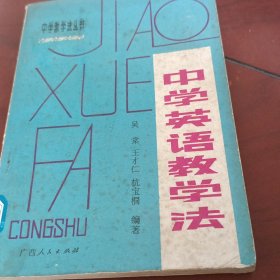 中学教学法丛书
JIAO
XUE
FA
CONGSHU
中学英语教学法
吴棠 王才仁 杭宝桐 编著
广西人民出版社